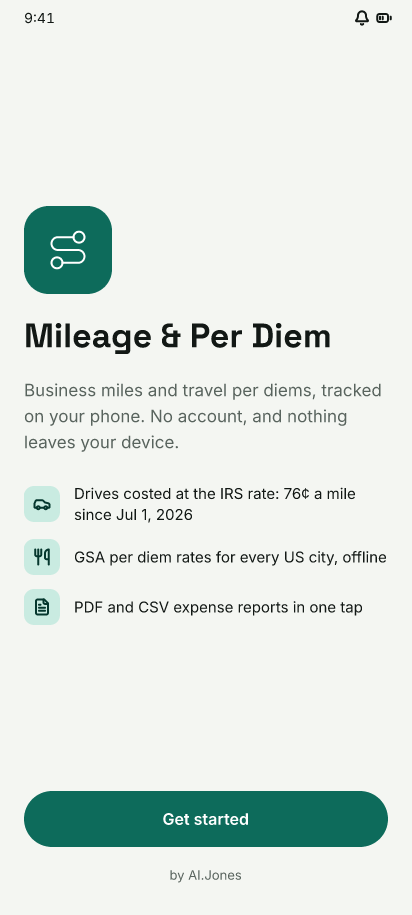 9:41
Mileage & Per Diem
Business miles and travel per diems, tracked
on your phone. No account, and nothing
leaves your device.
Drives costed at the IRS rate: 76¢ a mile
since Jul 1, 2026
GSA per diem rates for every US city, offline
PDF and CSV expense reports in one tap
Get started
by AI.Jones